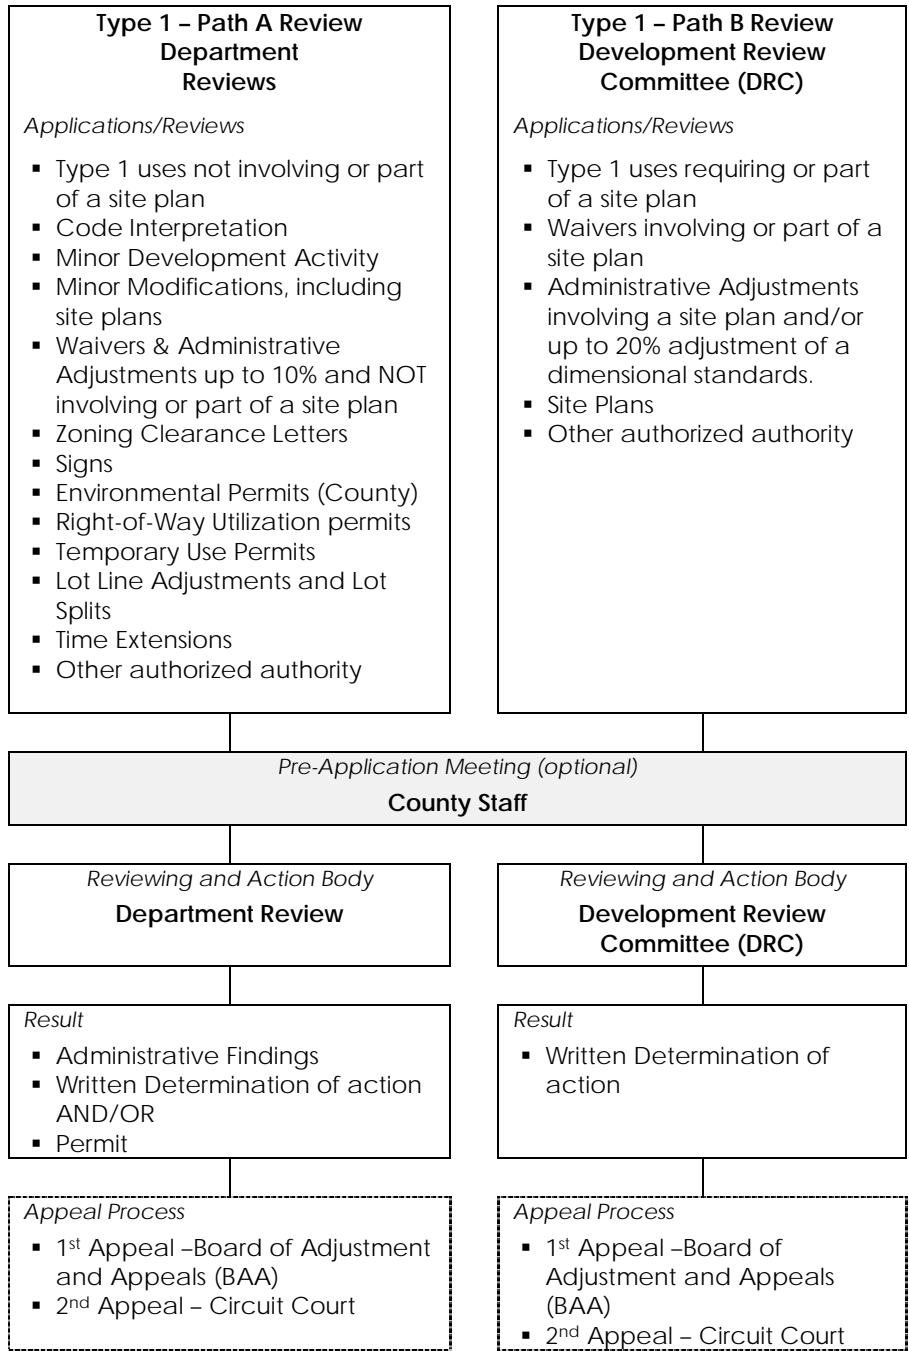 Type 1 – Path A Review
Department
Reviews
Applications/Reviews
▪ Type 1 uses not involving or part
of a site plan
▪ Code Interpretation
▪ Minor Development Activity
▪ Minor Modifications, including
site plans
▪ Waivers & Administrative
Adjustments up to 10% and NOT
involving or part of a site plan
▪ Zoning Clearance Letters
▪ Signs
▪ Environmental Permits (County)
▪ Right-of-Way Utilization permits
▪ Temporary Use Permits
▪ Lot Line Adjustments and Lot
Splits
▪ Time Extensions
▪ Other authorized authority
Type 1 – Path B Review
Development Review
Committee (DRC)
Applications/Reviews
▪ Type 1 uses requiring or part
of a site plan
▪ Waivers involving or part of a
site plan
▪ Administrative Adjustments
involving a site plan and/or
up to 20% adjustment of a
dimensional standards.
▪ Site Plans
▪ Other authorized authority
Pre-Application Meeting (optional)
County Staff
Reviewing and Action Body
Department Review
Reviewing and Action Body
Development Review
Committee (DRC)
Result
▪ Administrative Findings
▪ Written Determination of action
AND/OR
▪ Permit
Result
▪ Written Determination of
action
Appeal Process
▪ 1st Appeal –Board of Adjustment
and Appeals (BAA)
▪ 2nd Appeal – Circuit Court
Appeal Process
▪ 1st Appeal –Board of
Adjustment and Appeals
(BAA)
▪ 2nd Appeal – Circuit Court